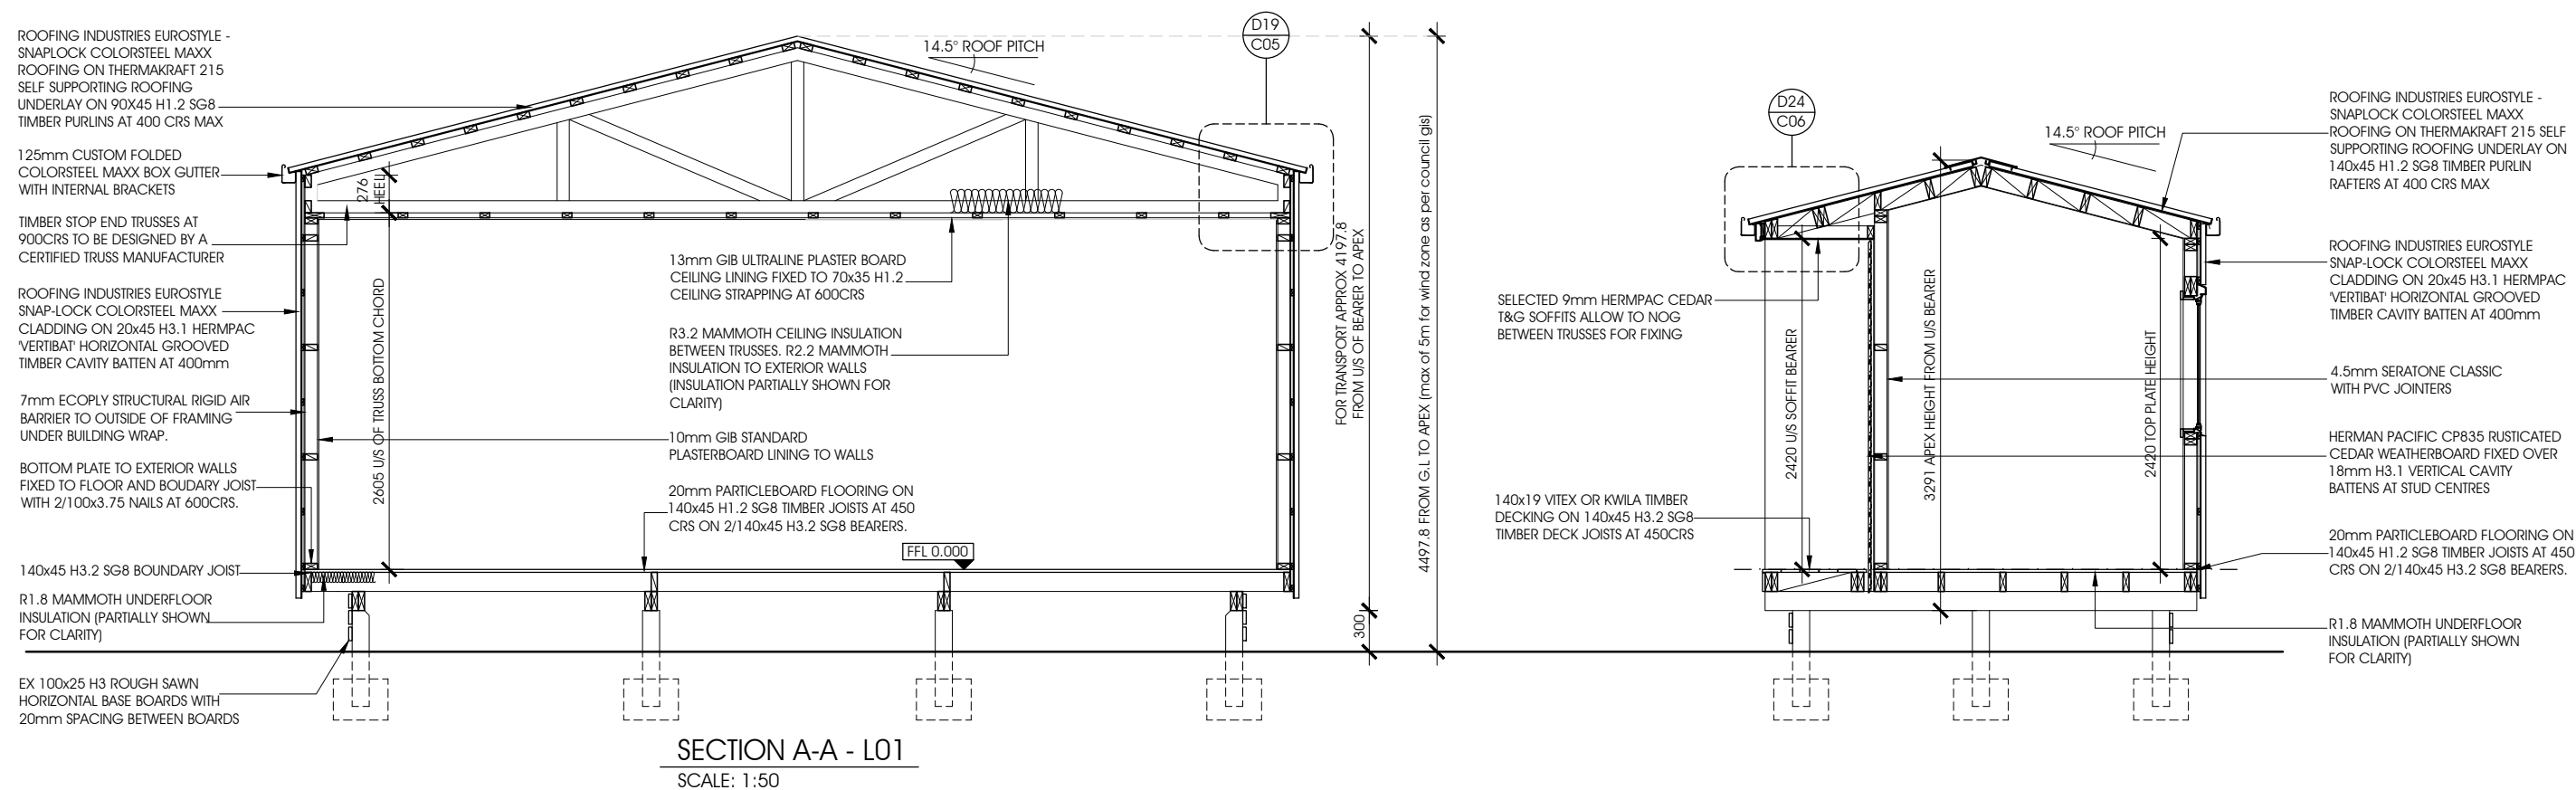 ROOFING INDUSTRIES EUROSTYLE -
SNAPLOCK COLORSTEEL MAXX
ROOFING ON THERMAKRAFT 215
SELF SUPPORTING ROOFING
UNDERLAY ON 90X45 H1.2 SG8
TIMBER PURLINS AT 400 CRS MAX
125mm CUSTOM FOLDED
COLORSTEEL MAXX BOX GUTTER
WITH INTERNAL BRACKETS
TIMBER STOP END TRUSSES AT
900CRS TO BE DESIGNED BY A
CERTIFIED TRUSS MANUFACTURER
ROOFING INDUSTRIES EUROSTYLE
SNAP-LOCK COLORSTEEL MAXX
CLADDING ON 20x45 H3.1 HERMPAC
'VERTIBAT' HORIZONTAL GROOVED
TIMBER CAVITY BATTEN AT 400mm
7mm ECOPLY STRUCTURAL RIGID AIR
BARRIER TO OUTSIDE OF FRAMING
UNDER BUILDING WRAP.
BOTTOM PLATE TO EXTERIOR WALLS
FIXED TO FLOOR AND BOUDARY JOIST
WITH 2/100x3.75 NAILS AT 600CRS.
140x45 H3.2 SG8 BOUNDARY JOIST
R1.8 MAMMOTH UNDERFLOOR
INSULATION (PARTIALLY SHOWN
FOR CLARITY)
EX 100x25 H3 ROUGH SAWN
HORIZONTAL BASE BOARDS WITH
20mm SPACING BETWEEN BOARDS
276
HEEL
2605 U/S OF TRUSS BOTTOM CHORD
14.5° ROOF PITCH
D19
C05
13mm GIB ULTRALINE PLASTER BOARD
CEILING LINING FIXED TO 70x35 H1.2
CEILING STRAPPING AT 600CRS
R3.2 MAMMOTH CEILING INSULATION
BETWEEN TRUSSES. R2.2 MAMMOTH
INSULATION TO EXTERIOR WALLS
(INSULATION PARTIALLY SHOWN FOR
CLARITY)
10mm GIB STANDARD
PLASTERBOARD LINING TO WALLS
20mm PARTICLEBOARD FLOORING ON
140x45 H1.2 SG8 TIMBER JOISTS AT 450
CRS ON 2/140x45 H3.2 SG8 BEARERS.
FFL 0.000
FOR TRANSPORT APPROX 4197.8
FROM U/S OF BEARER TO APEX
300
4497.8 FROM G.L TO APEX (max of 5m for wind zone as per council gis)
SECTION A-A - L01
SCALE: 1:50
D24
C06
14.5° ROOF PITCH
SELECTED 9mm HERMPAC CEDAR
T&G SOFFITS ALLOW TO NOG
BETWEEN TRUSSES FOR FIXING
140x19 VITEX OR KWILA TIMBER
DECKING ON 140x45 H3.2 SG8
TIMBER DECK JOISTS AT 450CRS
2420 U/S SOFFIT BEARER
3291 APEX HEIGHT FROM U/S BEARER
2420 TOP PLATE HEIGHT
ROOFING INDUSTRIES EUROSTYLE -
SNAPLOCK COLORSTEEL MAXX
ROOFING ON THERMAKRAFT 215 SELF
SUPPORTING ROOFING UNDERLAY ON
140x45 H1.2 SG8 TIMBER PURLIN
RAFTERS AT 400 CRS MAX
ROOFING INDUSTRIES EUROSTYLE
SNAP-LOCK COLORSTEEL MAXX
CLADDING ON 20x45 H3.1 HERMPAC
'VERTIBAT' HORIZONTAL GROOVED
TIMBER CAVITY BATTEN AT 400mm
4.5mm SERATONE CLASSIC
WITH PVC JOINTERS
HERMAN PACIFIC CP835 RUSTICATED
CEDAR WEATHERBOARD FIXED OVER
18mm H3.1 VERTICAL CAVITY
BATTENS AT STUD CENTRES
20mm PARTICLEBOARD FLOORING ON
140x45 H1.2 SG8 TIMBER JOISTS AT 450
CRS ON 2/140x45 H3.2 SG8 BEARERS.
R1.8 MAMMOTH UNDERFLOOR
INSULATION (PARTIALLY SHOWN
FOR CLARITY)